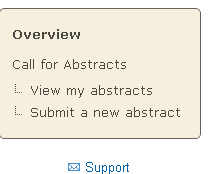 Overview
Call for Abstracts
View my abstracts
Submit a new abstract
Support